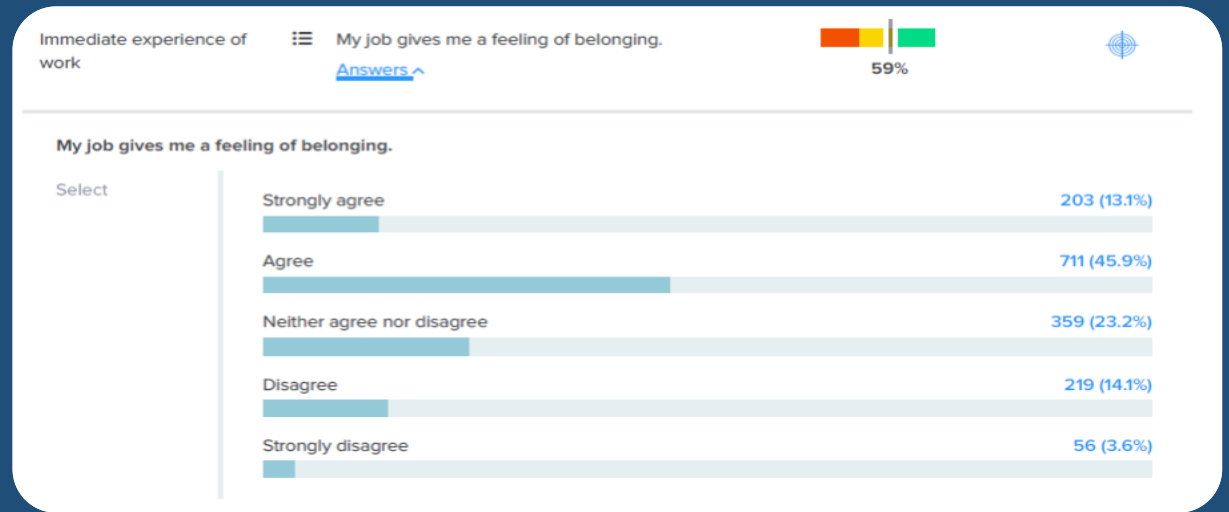 Immediate experience of
work
My job gives me a feeling of belonging.
Answers
59%
My job gives me a feeling of belonging.
Select
Strongly agree 203 (13.1%)
Agree 711 (45.9%)
Neither agree nor disagree 359 (23.2%)
Disagree 219 (14.1%)
Strongly disagree 56 (3.6%)